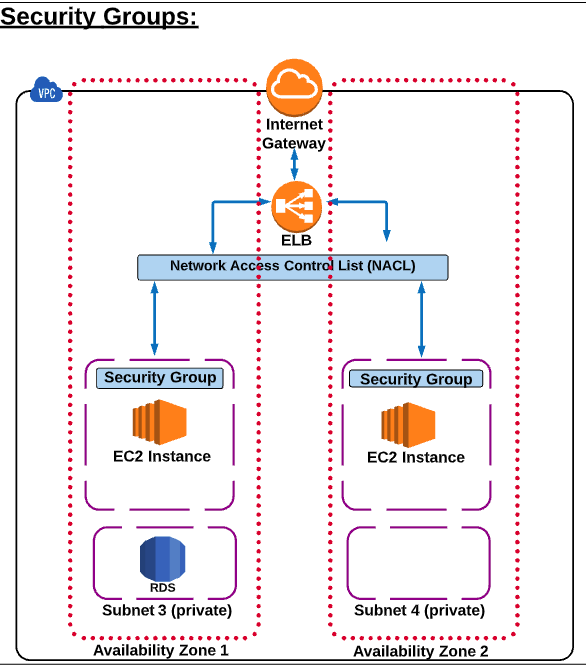 Security Groups:
VPC
Internet
Gateway
ELB
Network Access Control List (NACL)
Security Group
Security Group
EC2 Instance
EC2 Instance
RDS
Subnet 3 (private)
Subnet 4 (private)
Availability Zone 1
Availability Zone 2